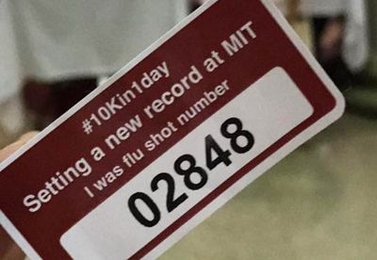 #10Kin1day
Setting a new record at MIT
I was flu shot number
02848